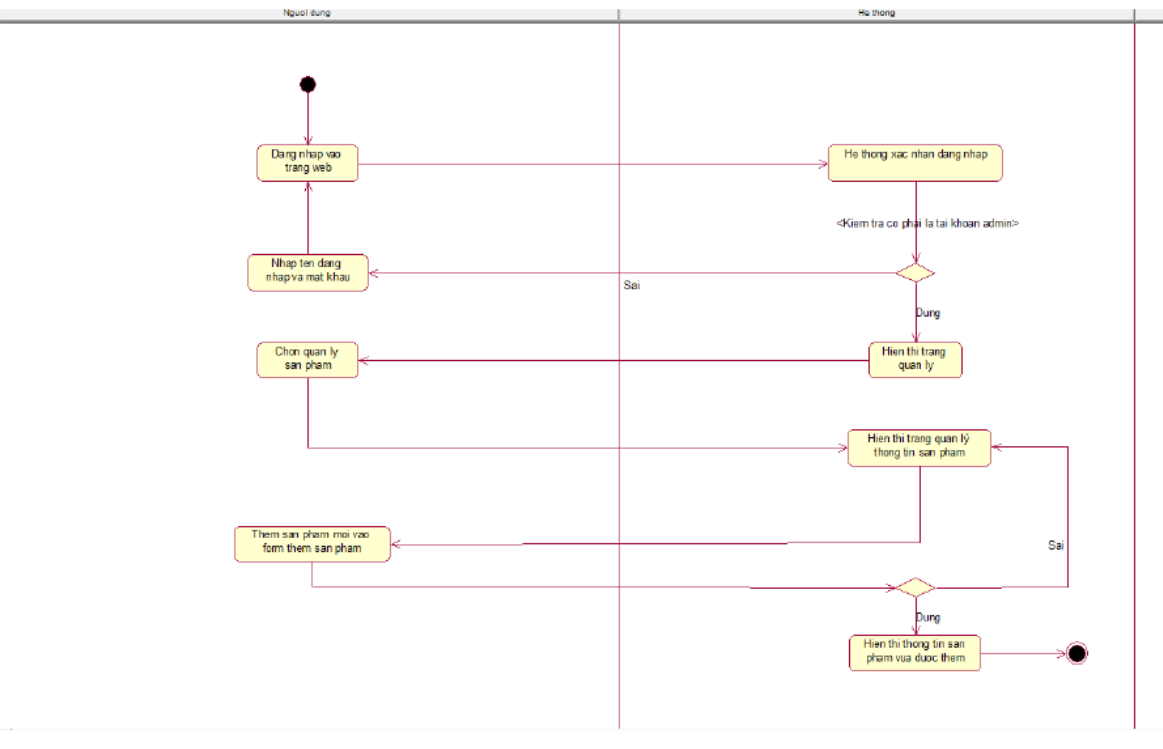 Nguoi dung
He thong
Dang nhap vao
trang web
He thong xac nhan dang nhap
<Kiem tra co phai la tai khoan admin>
Nhap ten dang
nhap va mat khau
Sai
Dung
Chon quan ly
san pham
Hien thi trang
quan ly
Hien thi trang quan lý
thong tin san pham
Them san pham moi vao
form them san pham
Sai
Dung
Hien thi thong tin san
pham vua duoc them